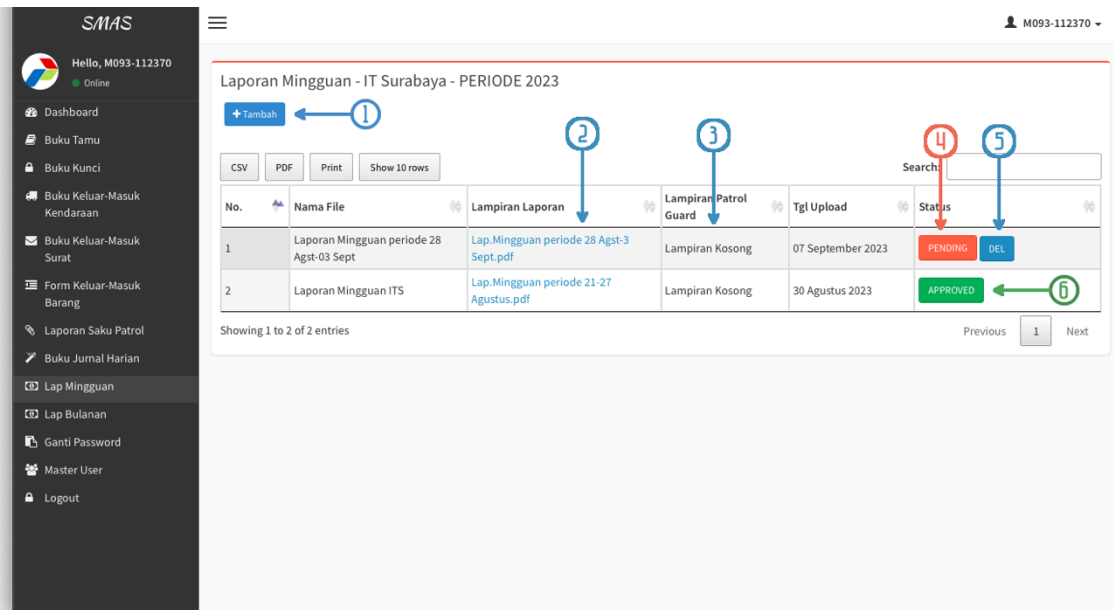 SMAS
M093-112370
Hello, M093-112370
Online
Dashboard
Buku Tamu
Buku Kunci
Buku Keluar-Masuk
Kendaraan
Buku Keluar-Masuk
Surat
Form Keluar-Masuk
Barang
Laporan Saku Patrol
Buku Jurnal Harian
Lap Mingguan
Lap Bulanan
Ganti Password
Master User
Logout
Laporan Mingguan - IT Surabaya - PERIODE 2023
+Tambah
1
2
3
4
5
CSV PDF Print Show 10 rows Search:
No. Nama File Lampiran Laporan Lampiran Patrol Guard Tgl Upload Status
1 Laporan Mingguan periode 28 Agst-03 Sept Lap.Mingguan periode 28 Agst-3 Sept.pdf Lampiran Kosong 07 September 2023 PENDING DEL
2 Laporan Mingguan ITS Lap.Mingguan periode 21-27 Agustus.pdf Lampiran Kosong 30 Agustus 2023 APPROVED 6
Showing 1 to 2 of 2 entries Previous 1 Next